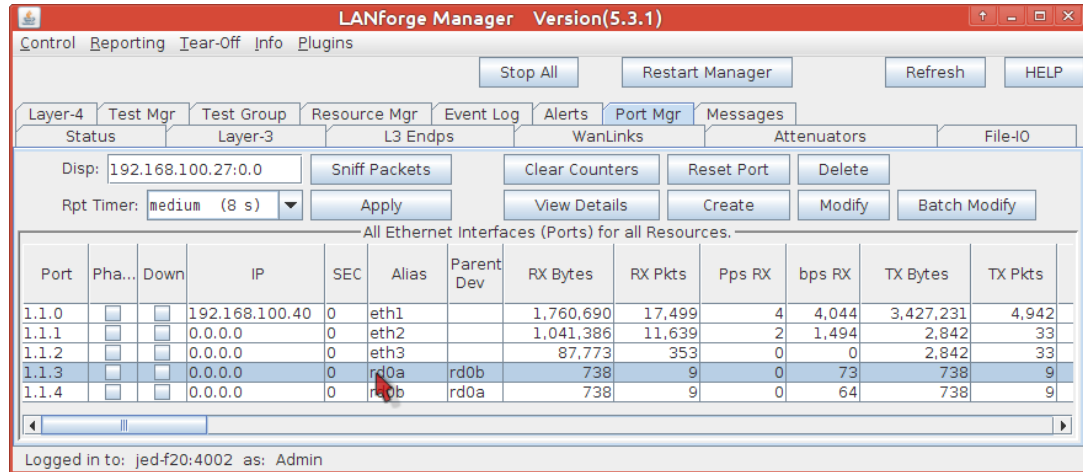 LANforge Manager Version(5.3.1)
Control Reporting Tear-Off Info Plugins
Stop All Restart Manager Refresh HELP
Layer-4 Test Mgr Test Group Resource Mgr Event Log Alerts Port Mgr Messages
Status Layer-3 L3 Endps WanLinks Attenuators File-IO
Disp: 192.168.100.27:0.0 Sniff Packets Clear Counters Reset Port Delete
Rpt Timer: medium (8 s) Apply View Details Create Modify Batch Modify
All Ethernet Interfaces (Ports) for all Resources.
Port Pha... Down IP SEC Alias Parent Dev RX Bytes RX Pkts Pps RX bps RX TX Bytes TX Pkts
1.1.0 192.168.100.40 0 eth1 1,760,690 17,499 4 4,044 3,427,231 4,942
1.1.1 0.0.0.0 0 eth2 1,041,386 11,639 2 1,494 2,842 33
1.1.2 0.0.0.0 0 eth3 87,773 353 0 0 2,842 33
1.1.3 0.0.0.0 0 rd0a rd0b 738 9 0 73 738 9
1.1.4 0.0.0.0 0 rd0b rd0a 738 9 0 64 738 9
Logged in to: jed-f20:4002 as: Admin